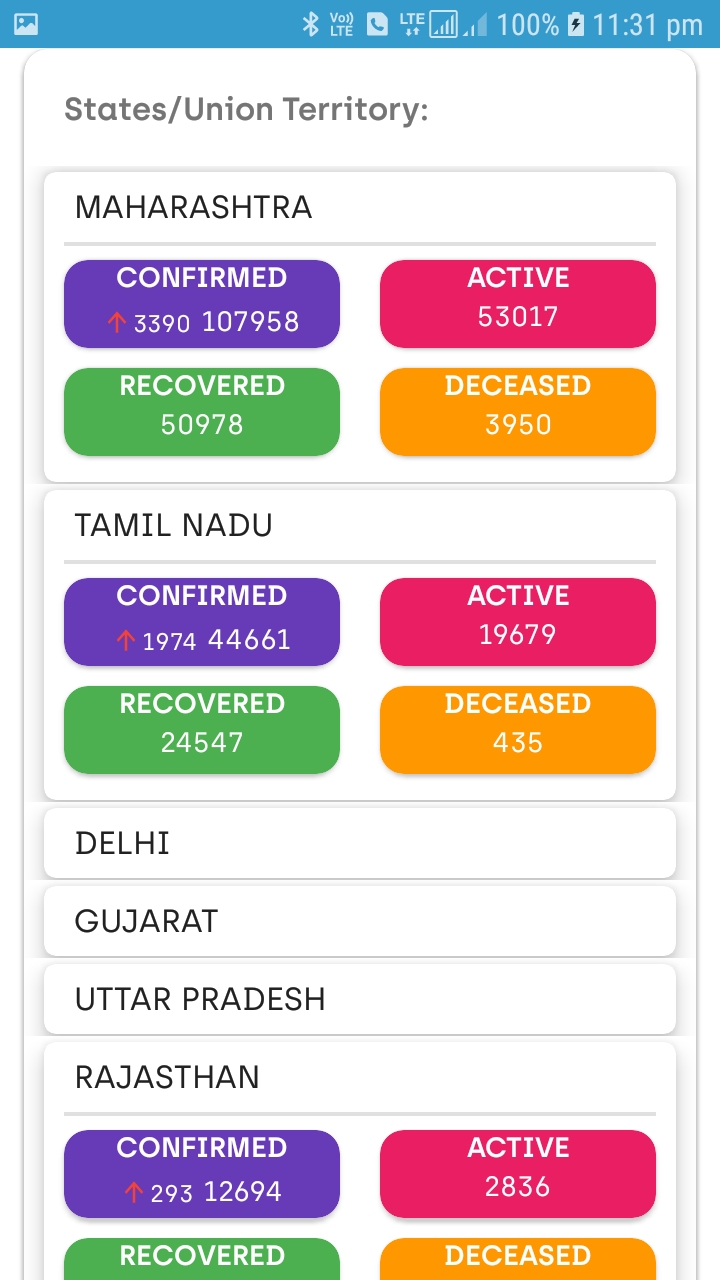 Vo)) LTE LTE 100% 11:31 pm
States/Union Territory:
MAHARASHTRA
CONFIRMED ACTIVE
↑ 3390 107958 53017
RECOVERED DECEASED
50978 3950
TAMIL NADU
CONFIRMED ACTIVE
↑ 1974 44661 19679
RECOVERED DECEASED
24547 435
DELHI
GUJARAT
UTTAR PRADESH
RAJASTHAN
CONFIRMED ACTIVE
↑ 293 12694 2836
RECOVERED DECEASED